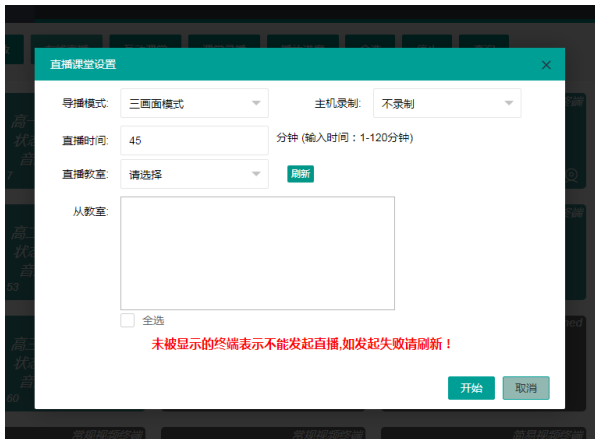 直播课堂设置
导播模式: 三画面模式 主机录制: 不录制
直播时间: 45 分钟 (输入时间：1-120分钟)
直播教室: 请选择 刷新
从教室:
全选
未被显示的终端表示不能发起直播,如发起失败请刷新！
开始 取消
7
53
60